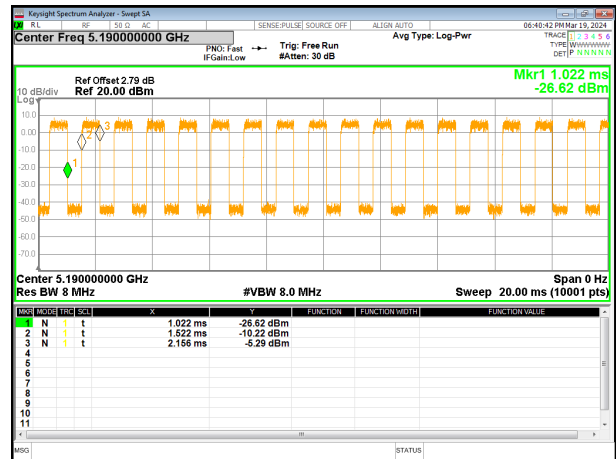 Keysight Spectrum Analyzer - Swept SA
RL RF 50 Ω AC SENSE:PULSE SOURCE OFF ALIGN AUTO 06:40:42 PM Mar 19, 2024
Center Freq 5.190000000 GHz Avg Type: Log-Pwr TRACE 1 2 3 4 5 6
PNO: Fast Trig: Free Run TYPE WWWWWW
IFGain:Low #Atten: 30 dB DET P NNNNN
Mkr1 1.022 ms
Ref Offset 2.79 dB
10 dB/div Ref 20.00 dBm -26.62 dBm
Log
10.0
0.00
-10.0
-20.0
-30.0
-40.0
-50.0
-60.0
-70.0
1
2
3
Center 5.190000000 GHz Span 0 Hz
Res BW 8 MHz #VBW 8.0 MHz Sweep 20.00 ms (10001 pts)
MKR MODE TRC SCL X Y FUNCTION FUNCTION WIDTH FUNCTION VALUE
1 N 1 t 1.022 ms -26.62 dBm
2 N 1 t 1.522 ms -10.22 dBm
3 N 1 t 2.156 ms -5.29 dBm
4
5
6
7
8
9
10
11
MSG STATUS